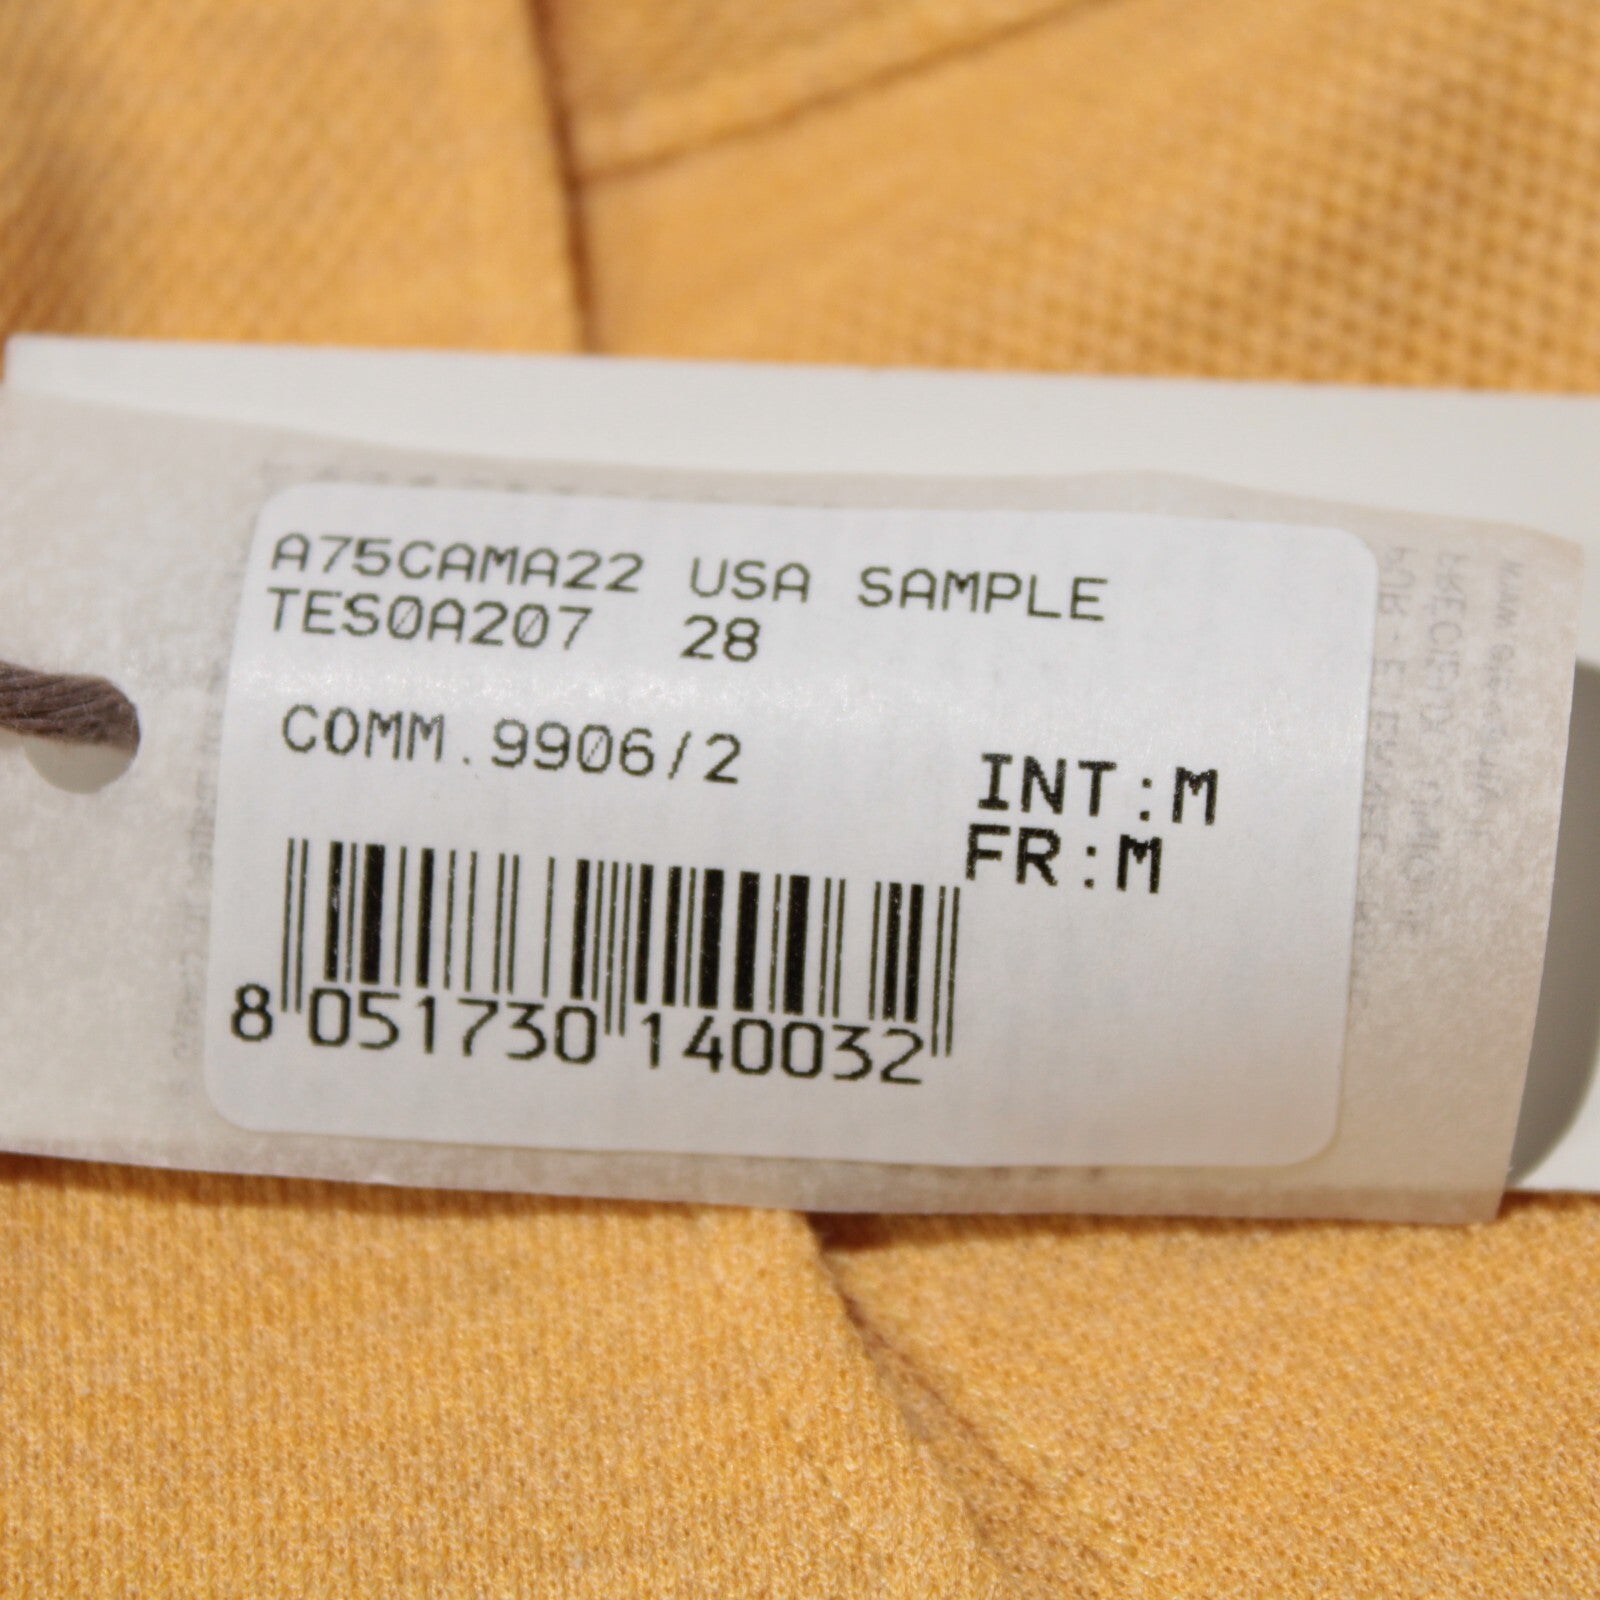 A75CAMA22 USA SAMPLE
TES0A207 28
COMM.9906/2
INT:M
FR:M
8 051730 140032